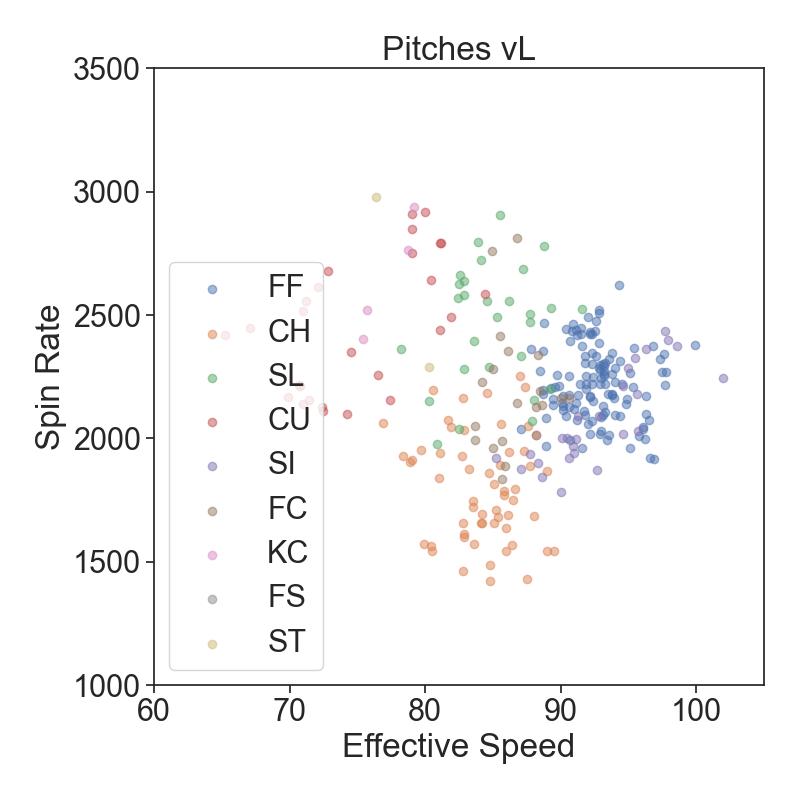 Pitches vL
3500
3000
2500
2000
1500
1000
Spin Rate
FF
CH
SL
CU
SI
FC
KC
FS
ST
60 70 80 90 100
Effective Speed